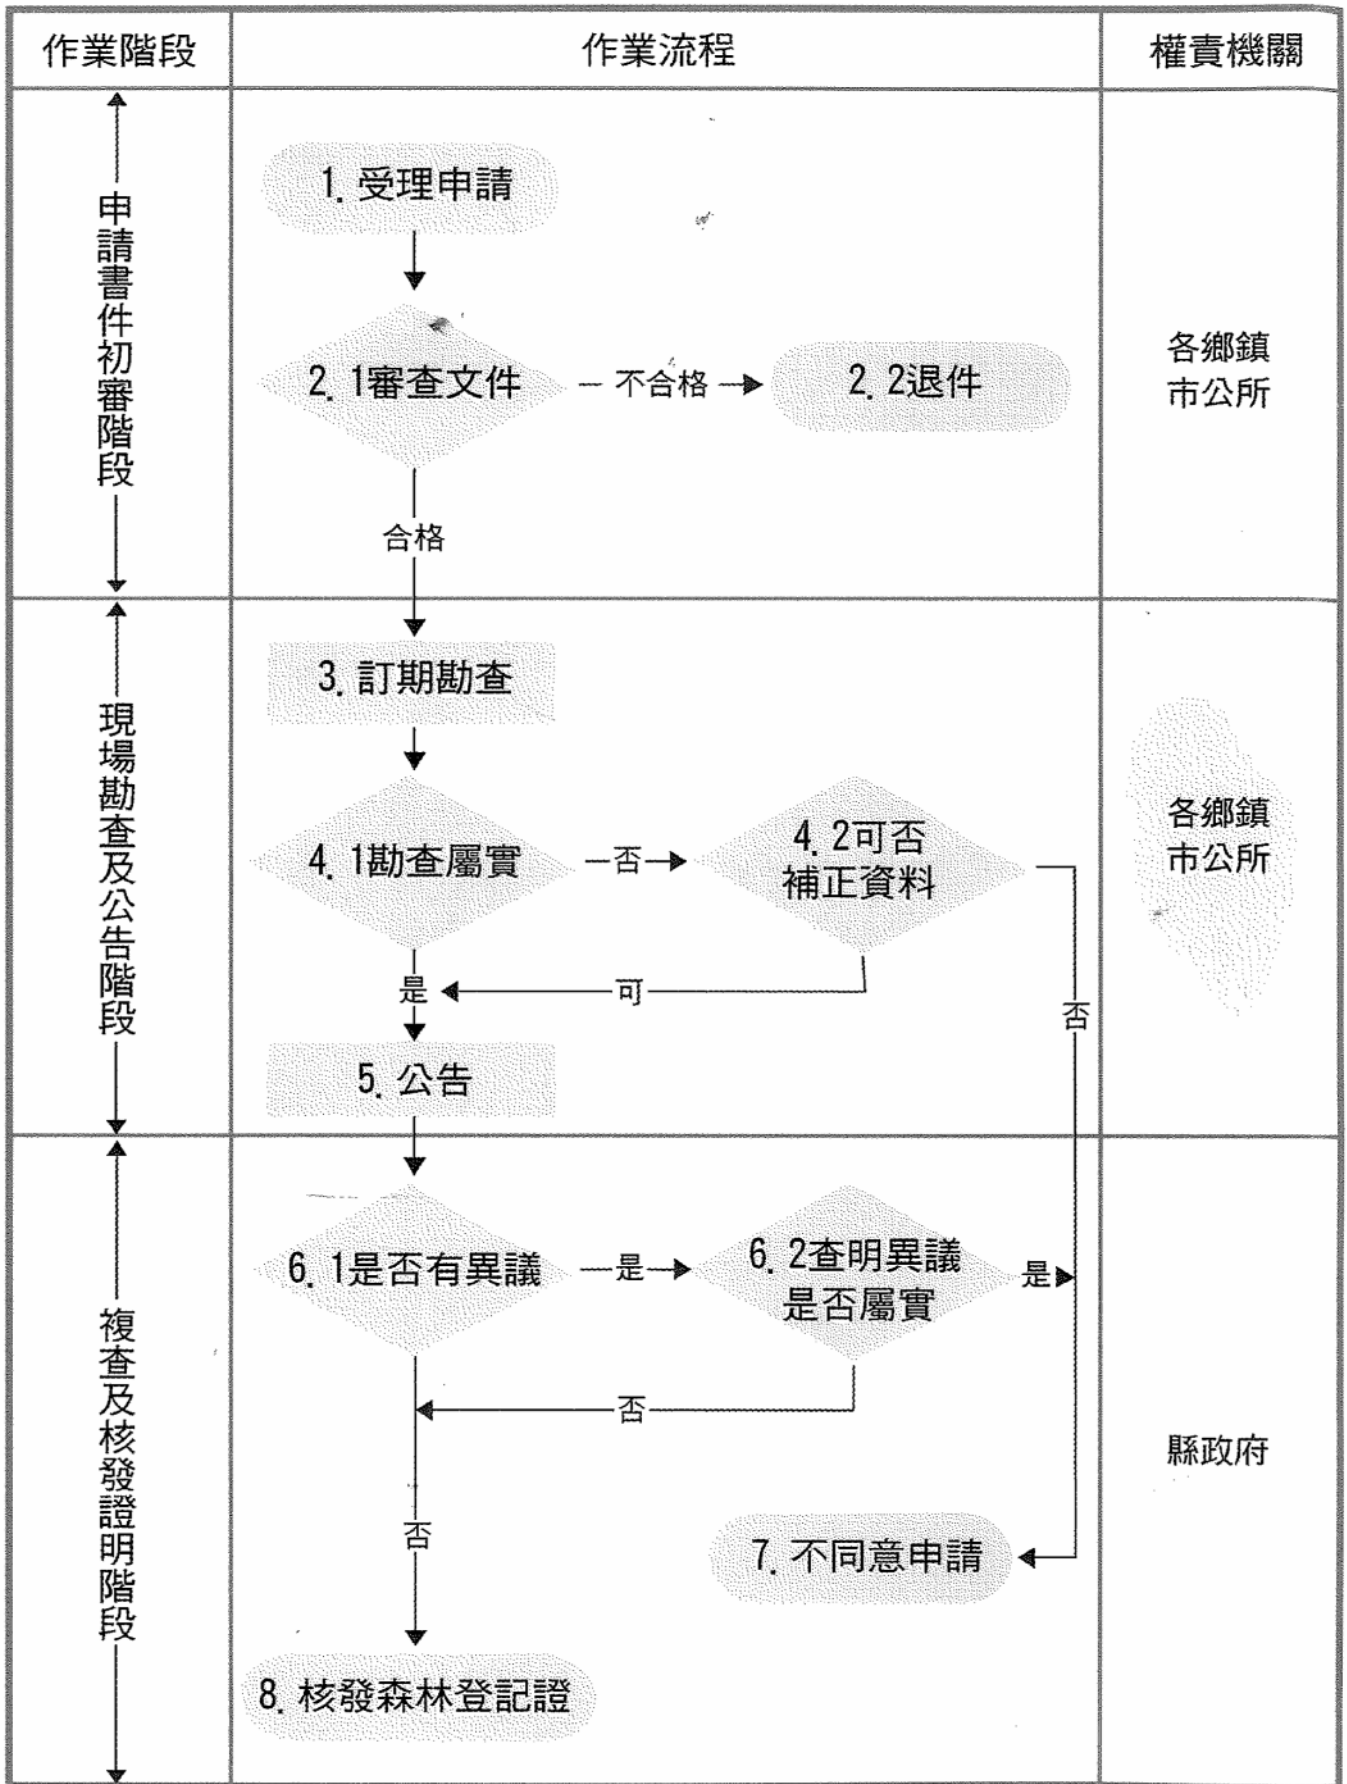 作業階段
作業流程
權責機關
申請書件初審階段
1. 受理申請
2. 1審查文件
不合格
2. 2退件
合格
各鄉鎮
市公所
現場勘查及公告階段
3. 訂期勘查
4. 1勘查屬實
否
4. 2可否
補正資料
是
可
否
5. 公告
各鄉鎮
市公所
複查及核發證明階段
6. 1是否有異議
是
6. 2查明異議
是否屬實
是
否
否
7. 不同意申請
8. 核發森林登記證
縣政府